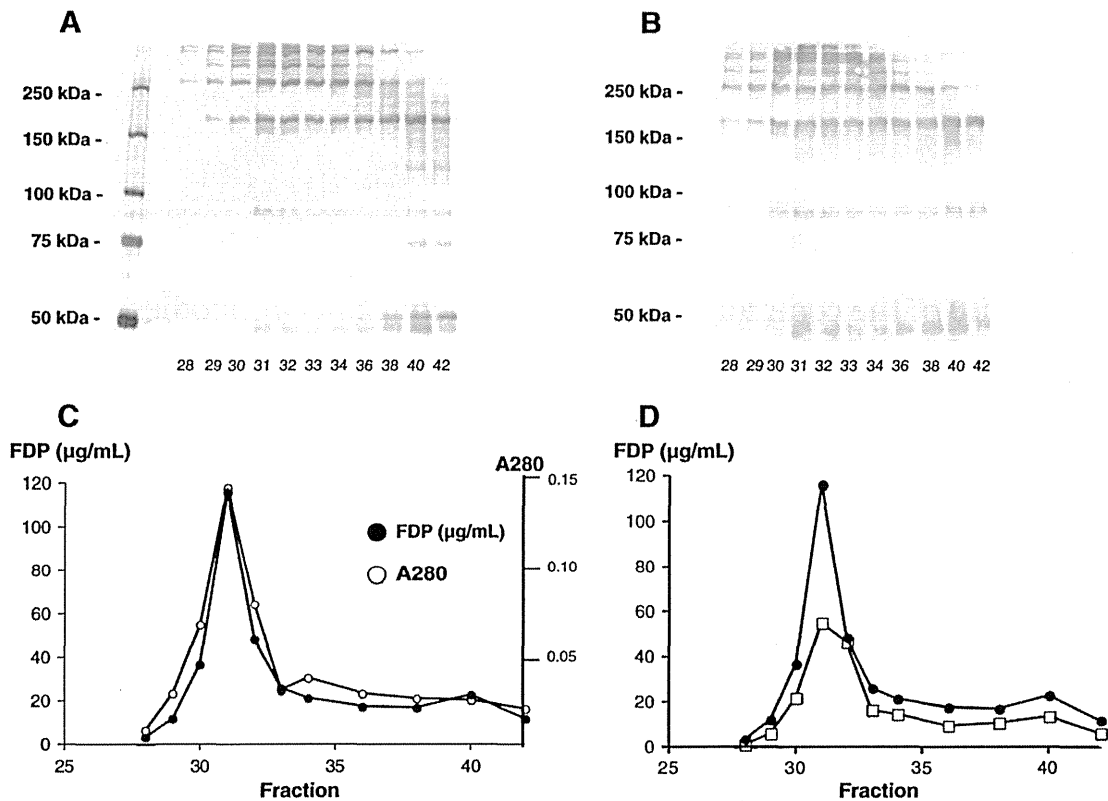 A
250 kDa -
150 kDa -
100 kDa -
75 kDa -
50 kDa -
28 29 30 31 32 33 34 36 38 40 42
B
250 kDa -
150 kDa -
100 kDa -
75 kDa -
50 kDa -
28 29 30 31 32 33 34 36 38 40 42
C
FDP (µg/mL)
A280
120
100
80
60
40
20
0
0.15
0.10
0.05
FDP (µg/mL)
A280
25 30 35 40
Fraction
D
FDP (µg/mL)
120
100
80
60
40
20
0
25 30 35 40
Fraction